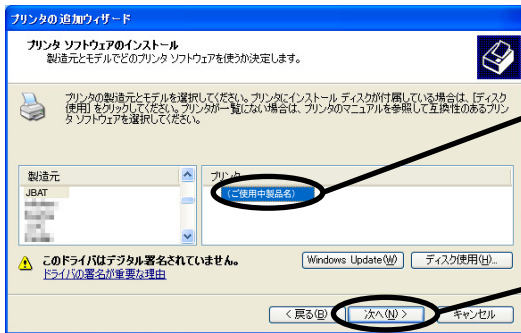 プリンタの追加ウィザード
プリンタ ソフトウェアのインストール
製造元とモデルでどのプリンタ ソフトウェアを使うか決定します。
プリンタの製造元とモデルを選択してください。プリンタにインストール ディスクが付属している場合は、[ディスク
使用] をクリックしてください。プリンタが一覧にない場合は、プリンタのマニュアルを参照して互換性のあるプリン
タ ソフトウェアを選択してください。
製造元
プリンタ
JBAT
(ご使用中製品名)
このドライバはデジタル署名されていません。
ドライバの署名が重要な理由
Windows Update(W)
ディスク使用(H)...
< 戻る(B)
次へ(N) >
キャンセル